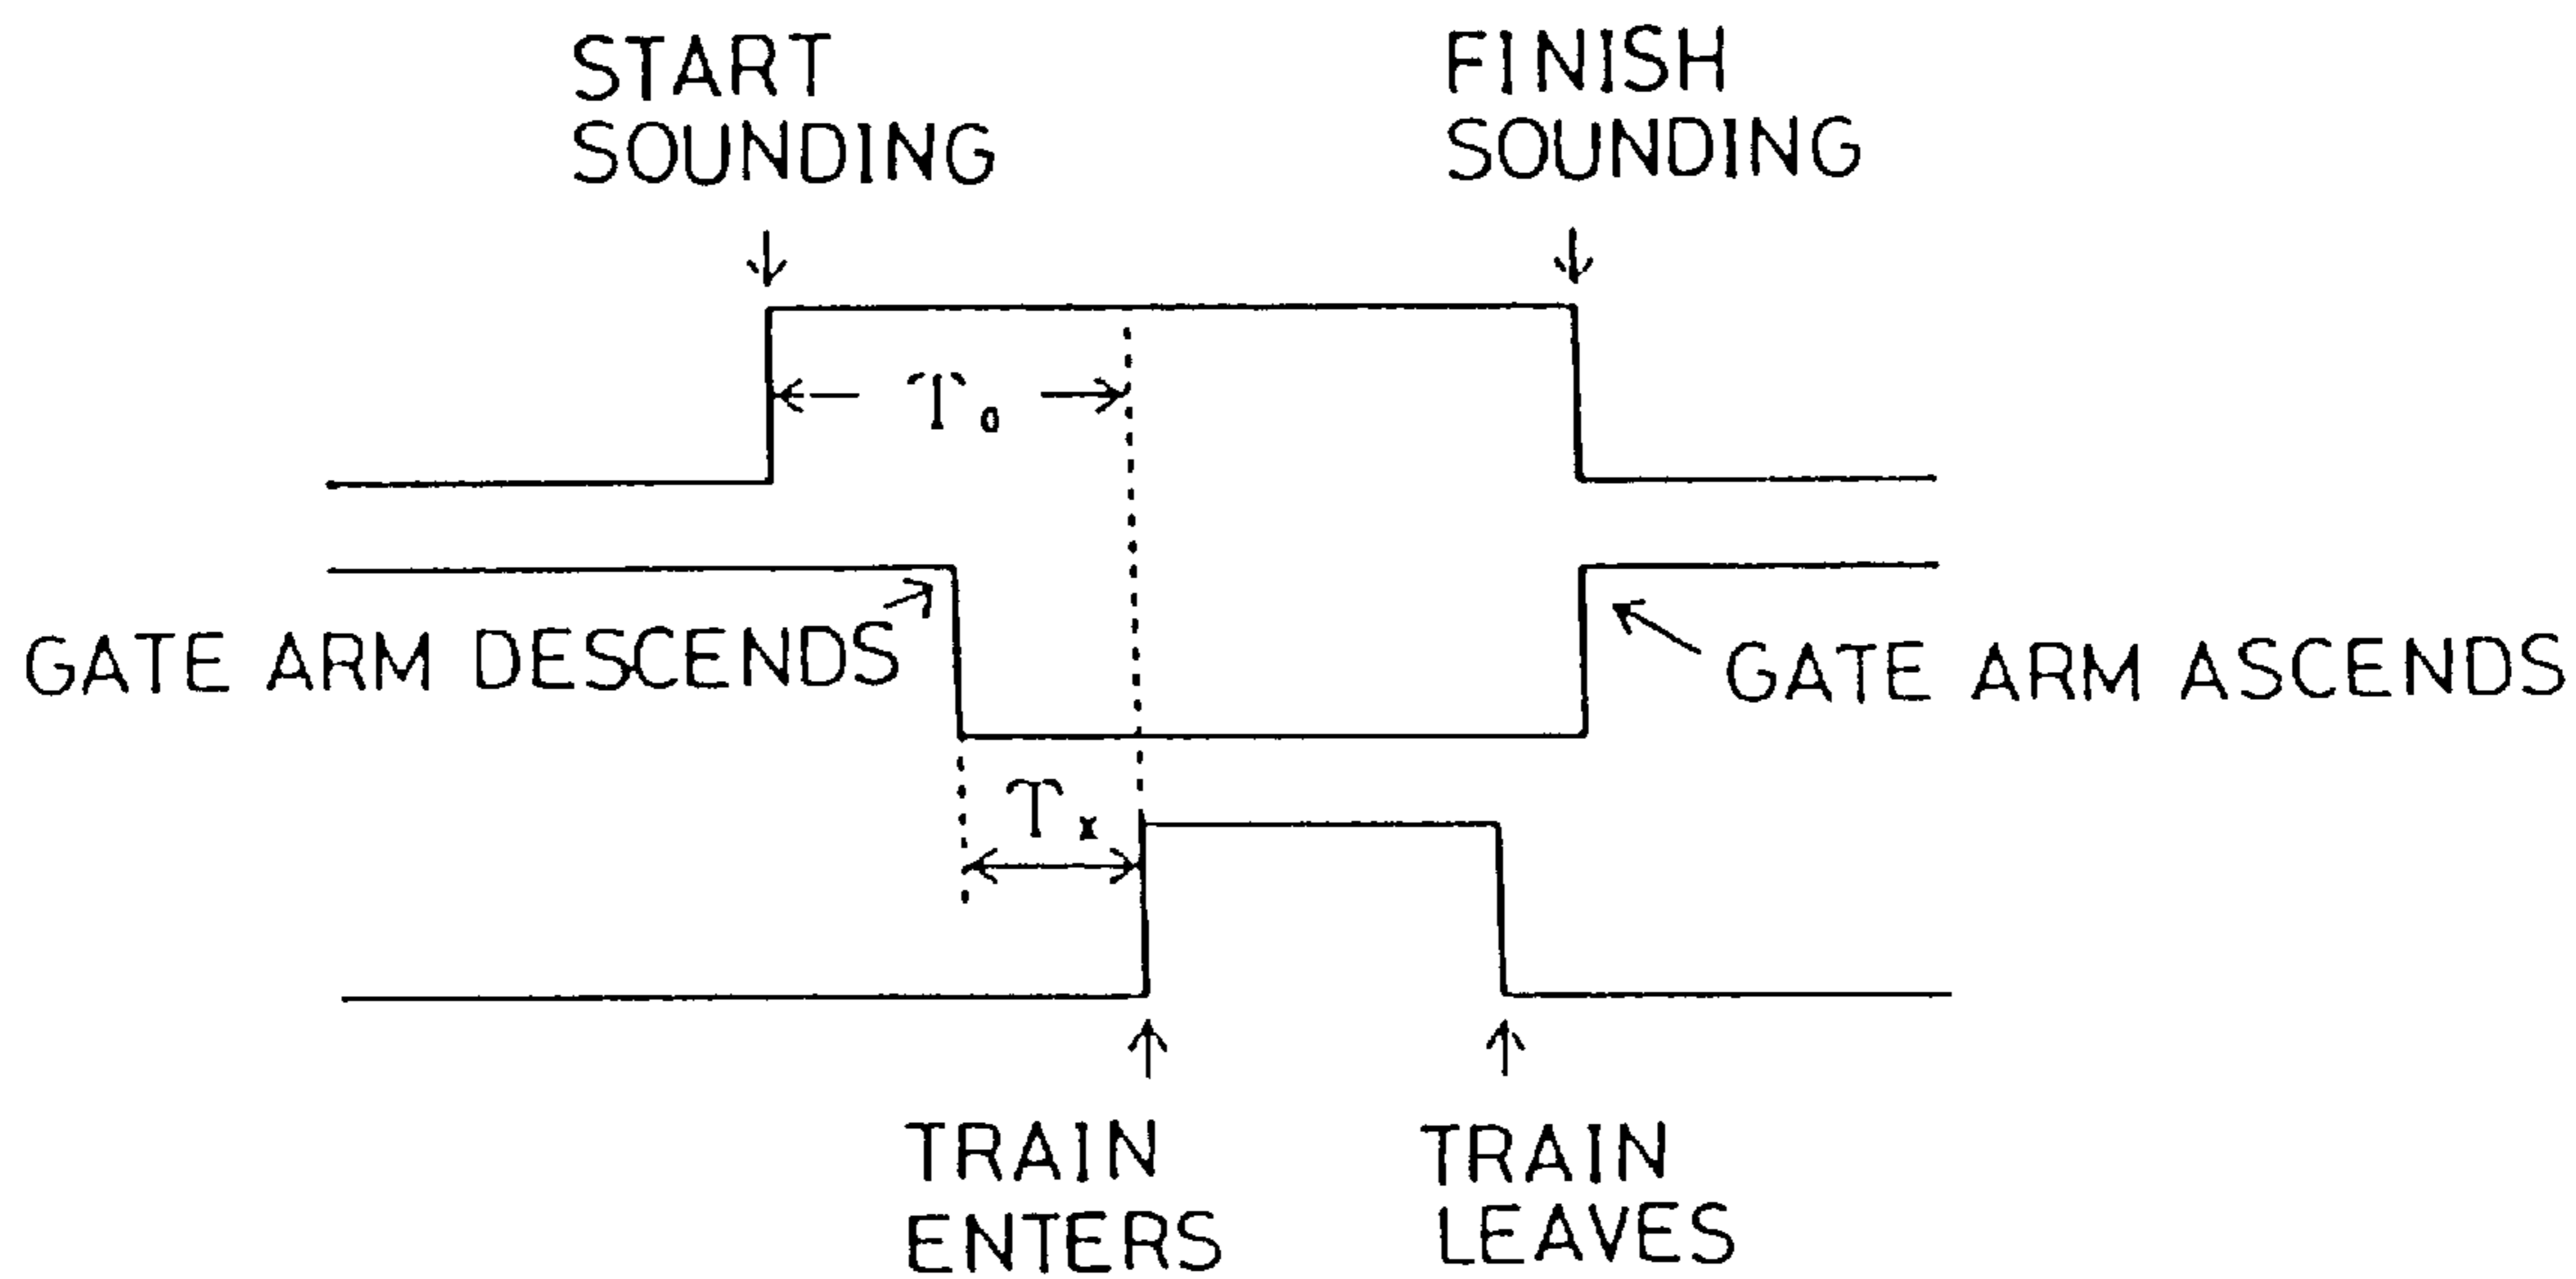 START
SOUNDING
FINISH
SOUNDING
T₀
GATE ARM DESCENDS
GATE ARM ASCENDS
Tₓ
TRAIN
ENTERS
TRAIN
LEAVES